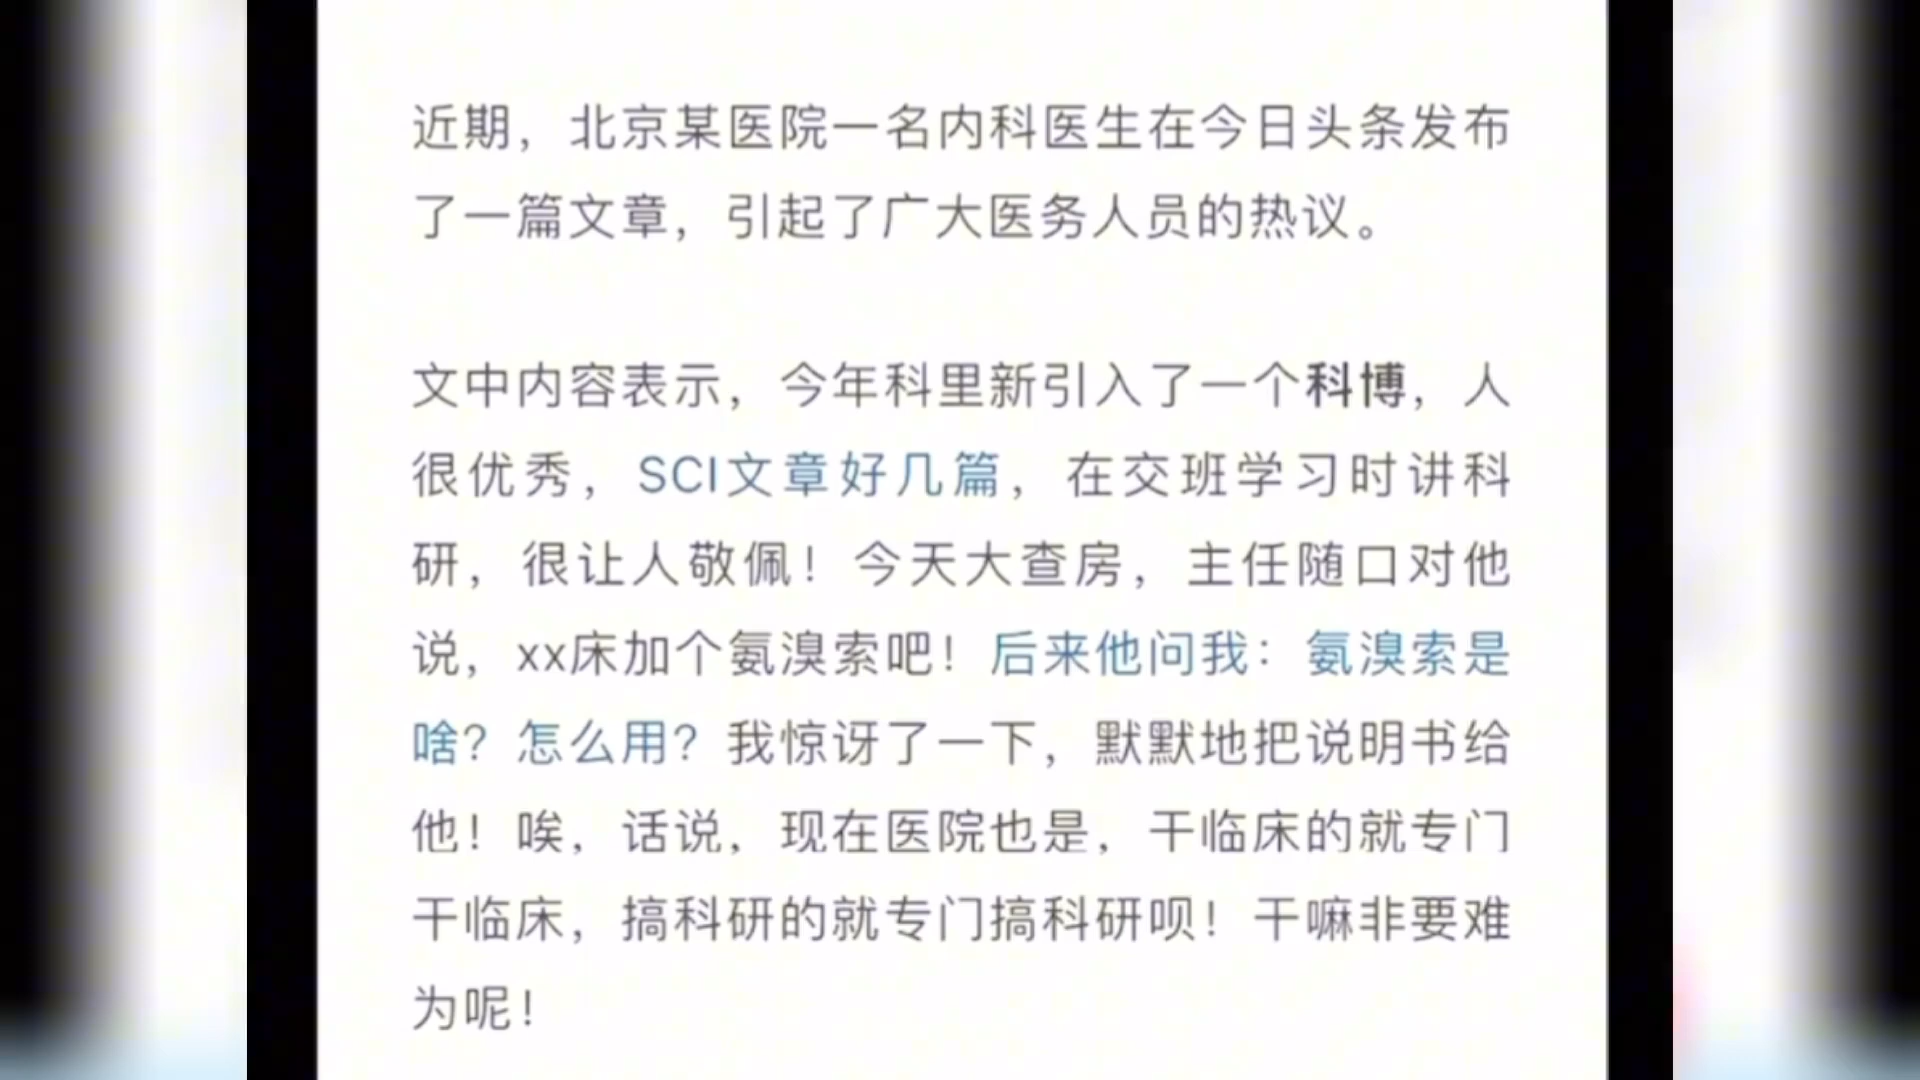 近期，北京某医院一名内科医生在今日头条发布
了一篇文章，引起了广大医务人员的热议。
文中内容表示，今年科里新引入了一个科博，人
很优秀，SCI文章好几篇，在交班学习时讲科
研，很让人敬佩！今天大查房，主任随口对他
说，xx床加个氨溴索吧！后来他问我：氨溴索是
啥？怎么用？我惊讶了一下，默默地把说明书给
他！唉，话说，现在医院也是，干临床的就专门
干临床，搞科研的就专门搞科研呗！干嘛非要难
为呢！